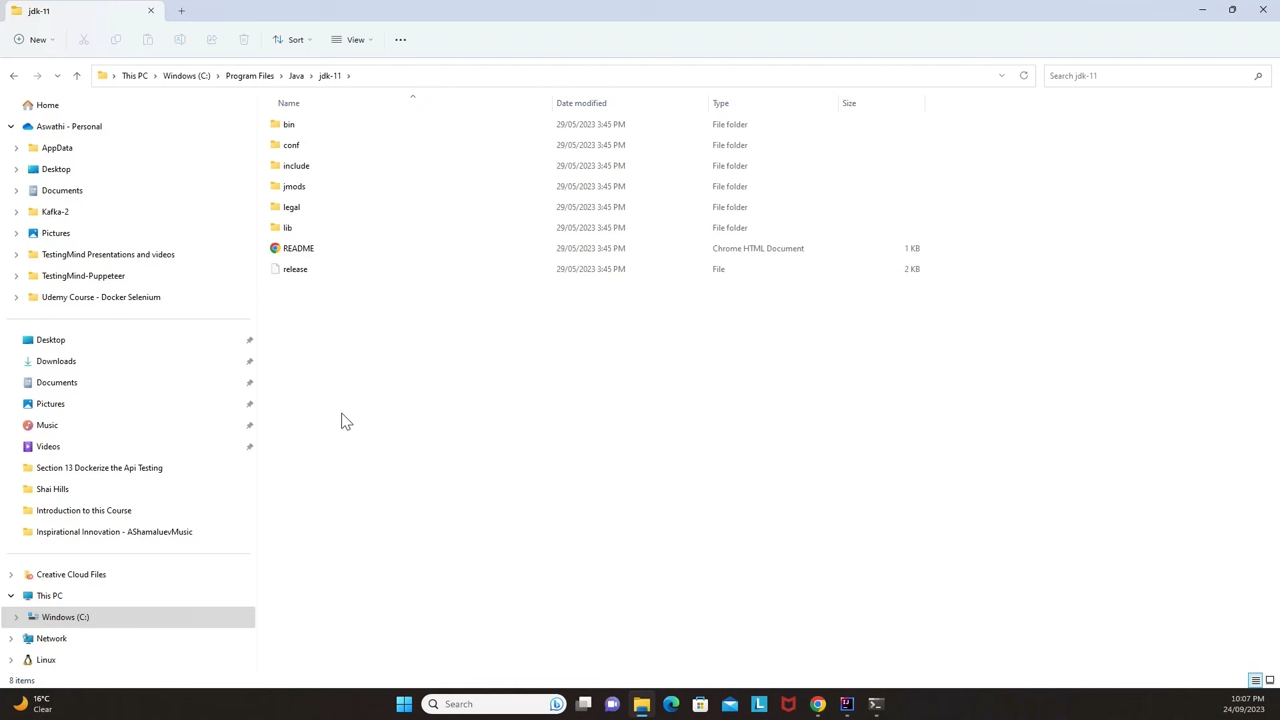 jdk-11
New
Sort
View
This PC Windows (C:) Program Files Java jdk-11
Search jdk-11
Name Date modified Type Size
Home
Aswathi - Personal
AppData
Desktop
Documents
Kafka-2
Pictures
TestingMind Presentations and videos
TestingMind-Puppeteer
Udemy Course - Docker Selenium
Desktop
Downloads
Documents
Pictures
Music
Videos
Section 13 Dockerize the Api Testing
Shai Hills
Introduction to this Course
Inspirational Innovation - AShamaluevMusic
Creative Cloud Files
This PC
Windows (C:)
Network
Linux
bin 29/05/2023 3:45 PM File folder
conf 29/05/2023 3:45 PM File folder
include 29/05/2023 3:45 PM File folder
jmods 29/05/2023 3:45 PM File folder
legal 29/05/2023 3:45 PM File folder
lib 29/05/2023 3:45 PM File folder
README 29/05/2023 3:45 PM Chrome HTML Document 1 KB
release 29/05/2023 3:45 PM File 2 KB
8 items
16°C
Clear
Search
10:07 PM
24/09/2023